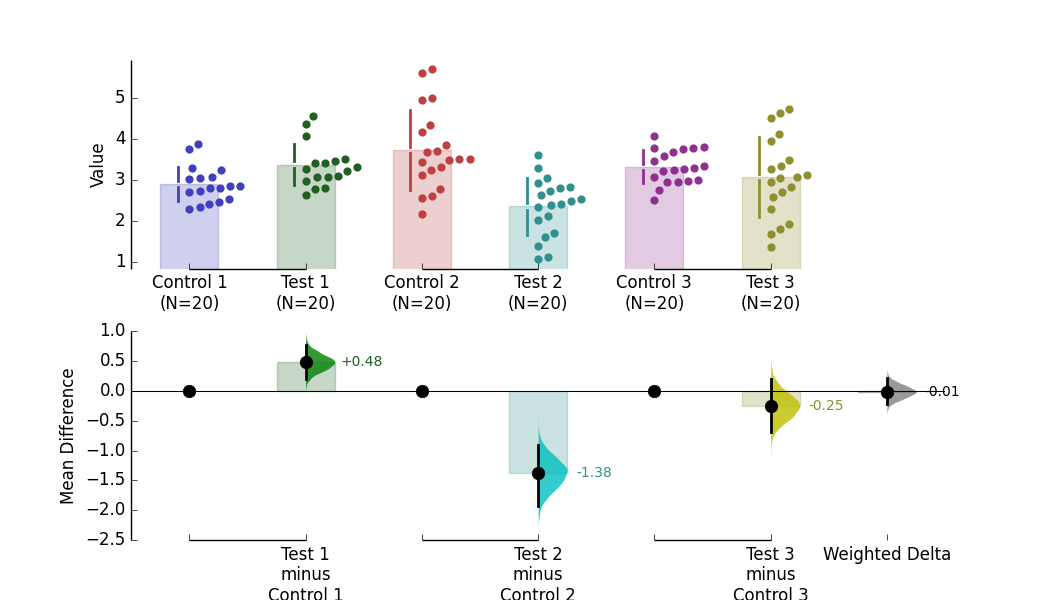 Value
5
4
3
2
1
Control 1 Test 1 Control 2 Test 2 Control 3 Test 3
(N=20) (N=20) (N=20) (N=20) (N=20) (N=20)
Mean Difference
1.0
0.5
0.0
−0.5
−1.0
−1.5
−2.0
−2.5
+0.48
-1.38
-0.25
-0.01
Test 1 Test 2 Test 3 Weighted Delta
minus minus minus
Control 1 Control 2 Control 3